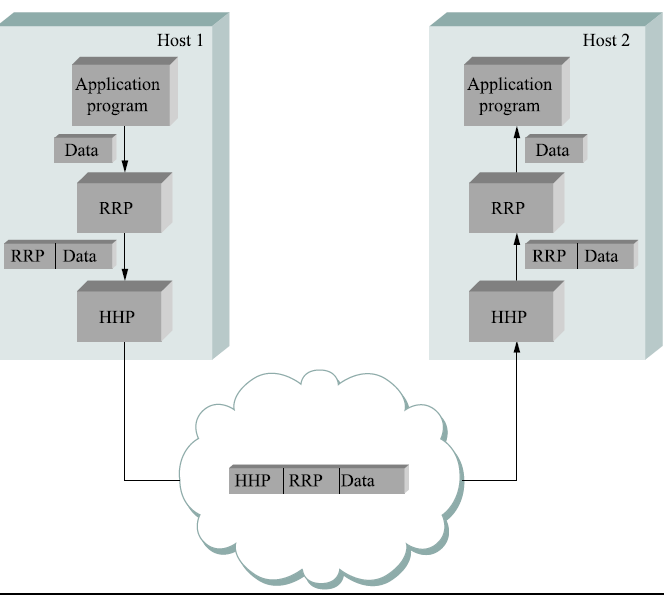 Host 1
Application
program
Data
RRP
RRP Data
HHP
Host 2
Application
program
Data
RRP
RRP Data
HHP
HHP RRP Data